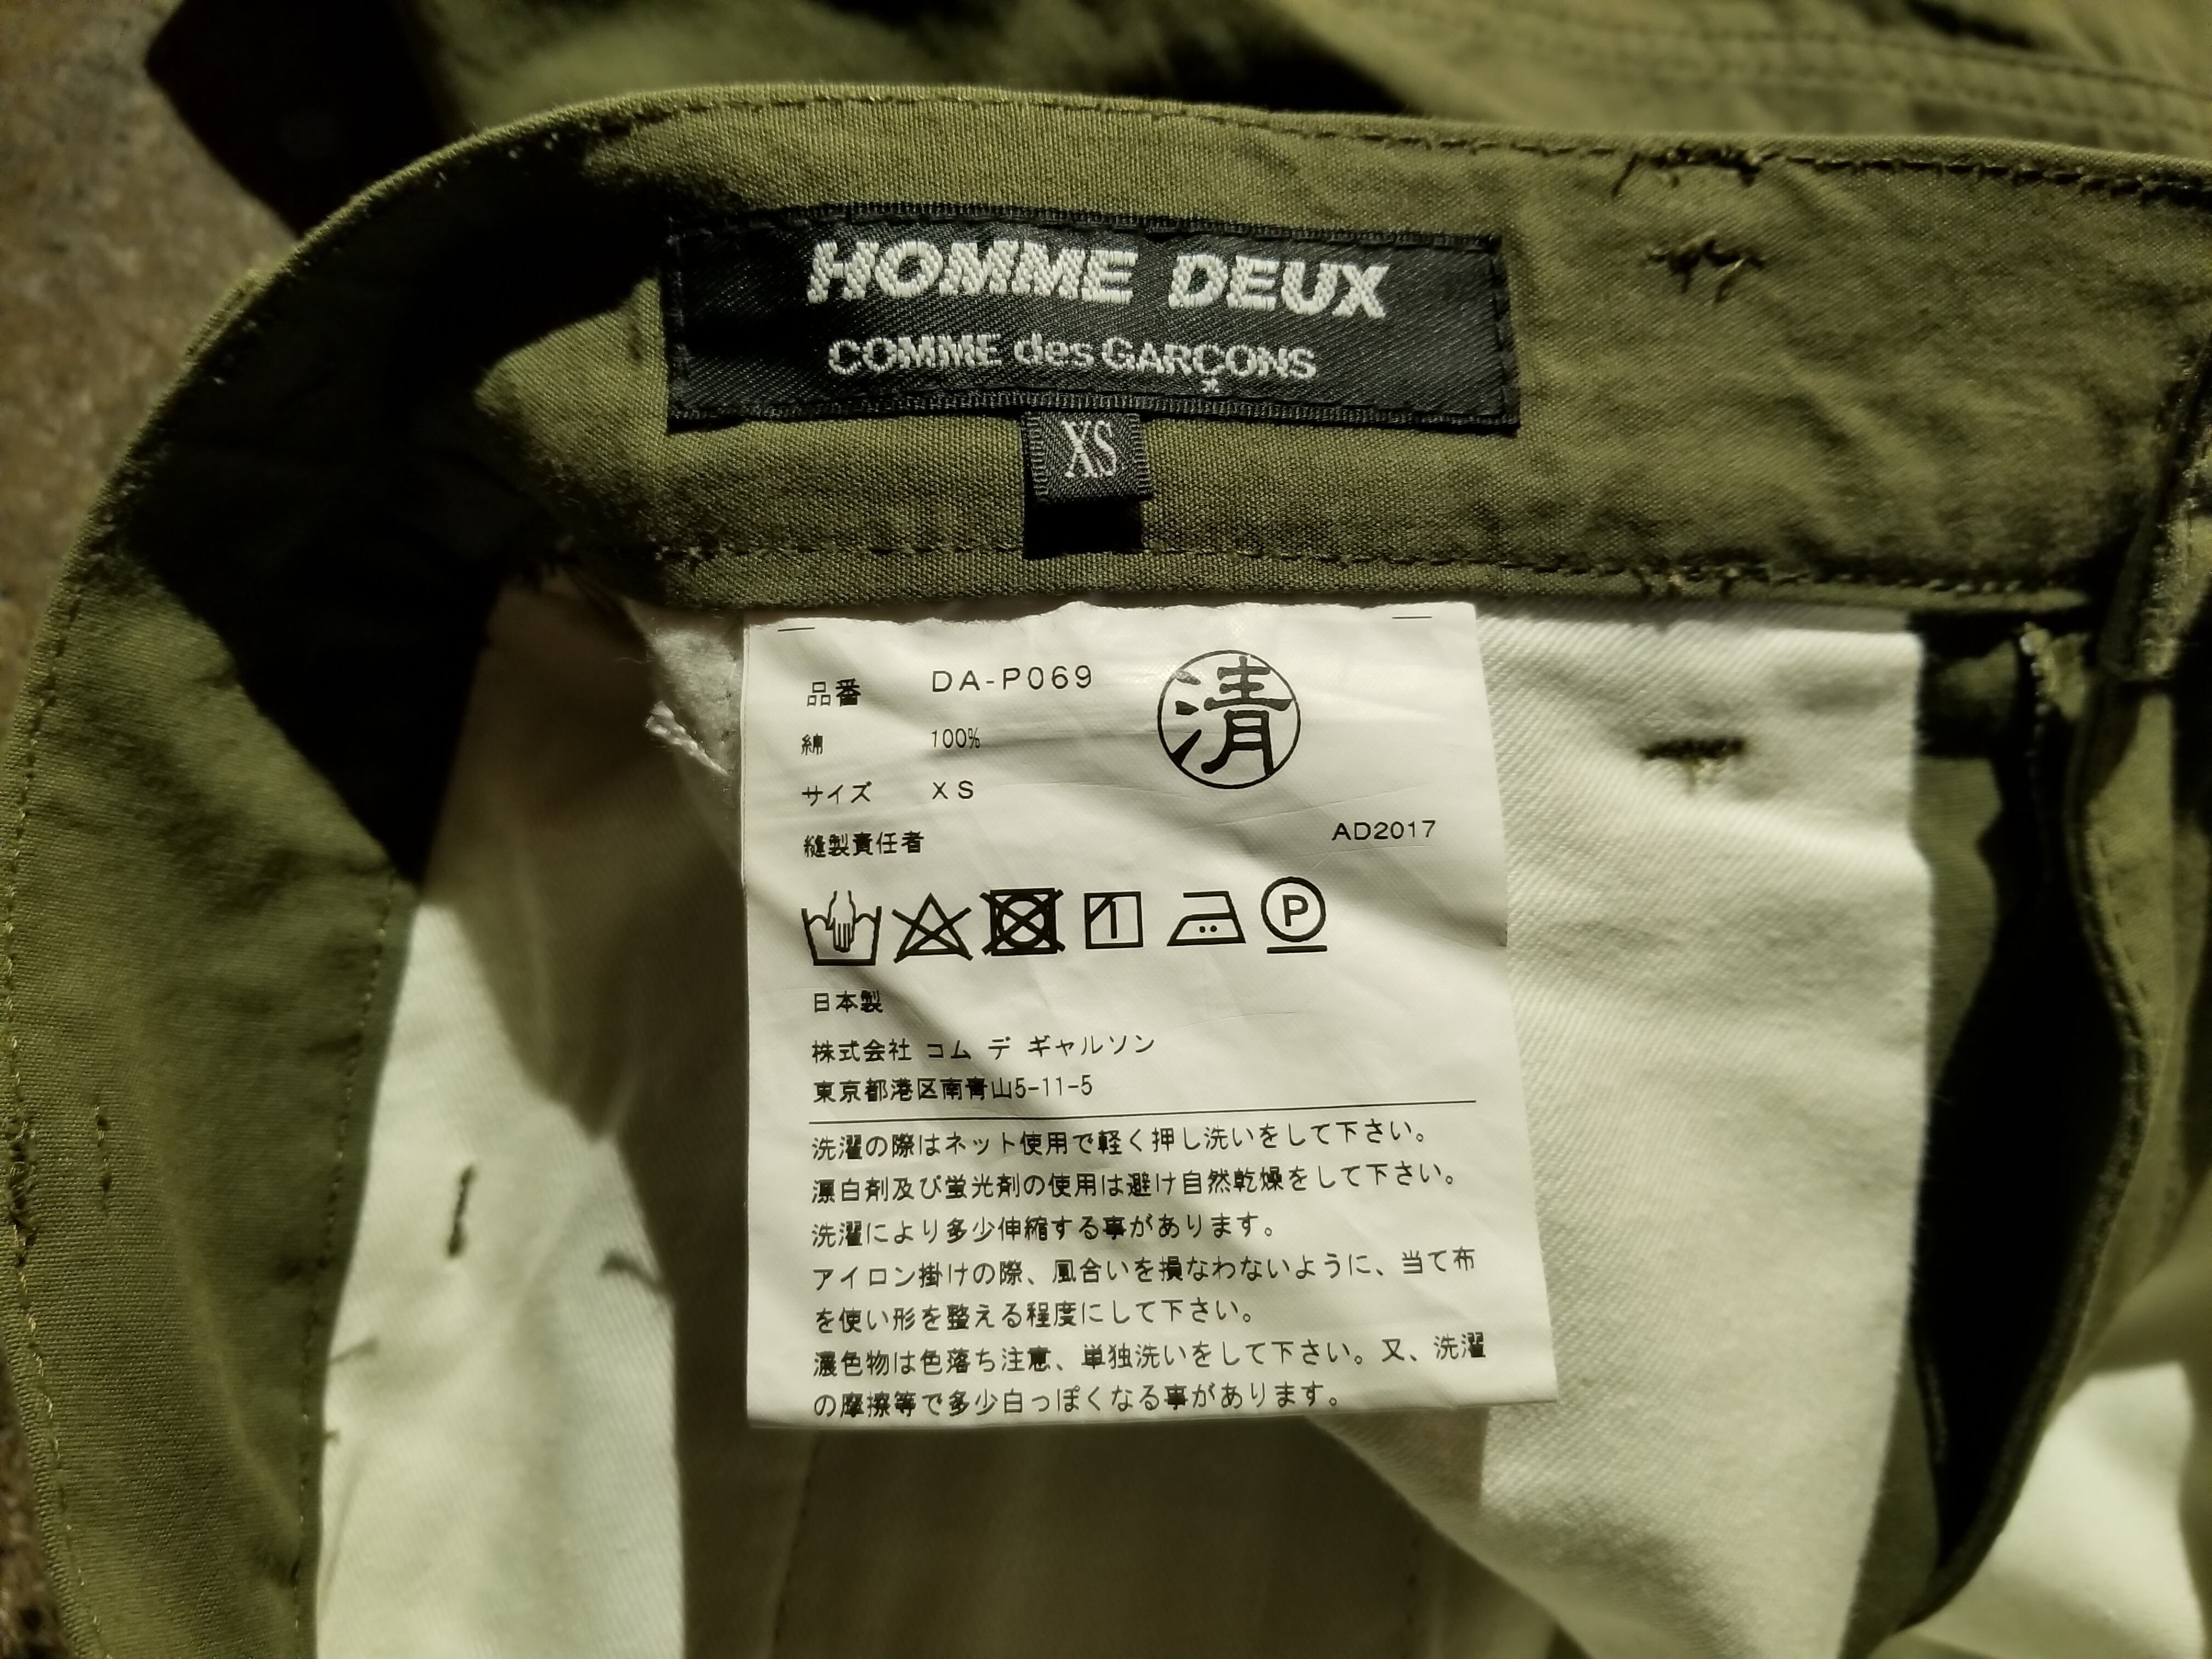 HOMME DEUX
COMME des GARÇONS
XS
品番 DA-P069
清
綿 100%
サイズ XS
縫製責任者
AD2017
P
日本製
株式会社 コム デ ギャルソン
東京都港区南青山5-11-5
洗濯の際はネット使用で軽く押し洗いをして下さい。
漂白剤及び蛍光剤の使用は避け自然乾燥をして下さい。
洗濯により多少伸縮する事があります。
アイロン掛けの際、風合いを損なわないように、当て布
を使い形を整える程度にして下さい。
濃色物は色落ち注意、単独洗いをして下さい。又、洗濯
の摩擦等で多少白っぽくなる事があります。